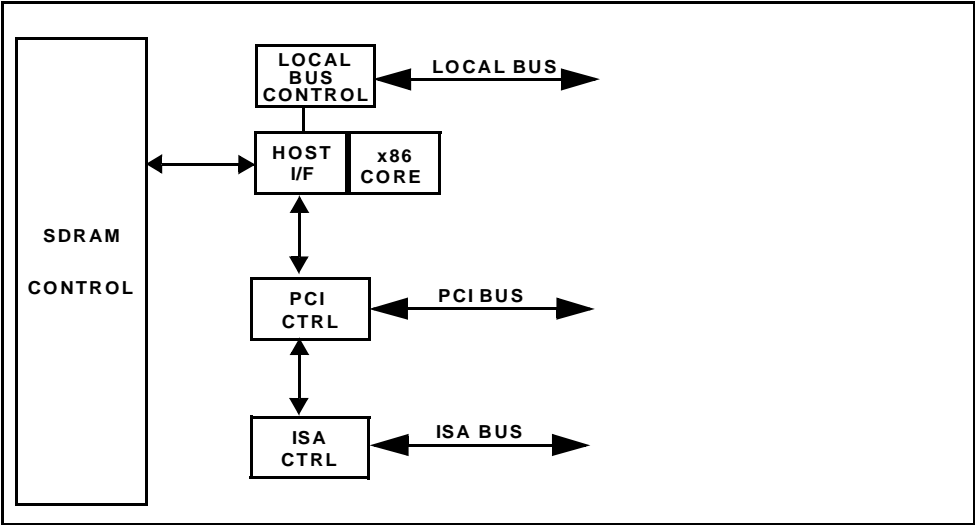 LOCAL
BUS
CONTROL
LOCAL BUS
HOST
I/F
x86
CORE
SDRAM
CONTROL
PCI
CTRL
PCI BUS
ISA
CTRL
ISA BUS